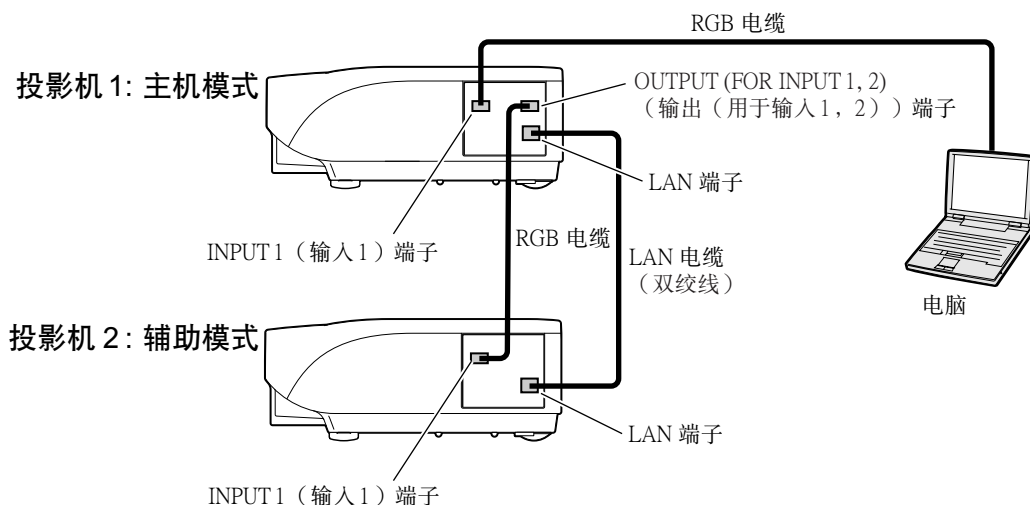 RGB 电缆
投影机 1: 主机模式
OUTPUT (FOR INPUT 1, 2)
（输出（用于输入 1，2））端子
LAN 端子
INPUT 1（输入 1）端子
RGB 电缆
LAN 电缆
（双绞线）
电脑
投影机 2: 辅助模式
LAN 端子
INPUT 1（输入 1）端子